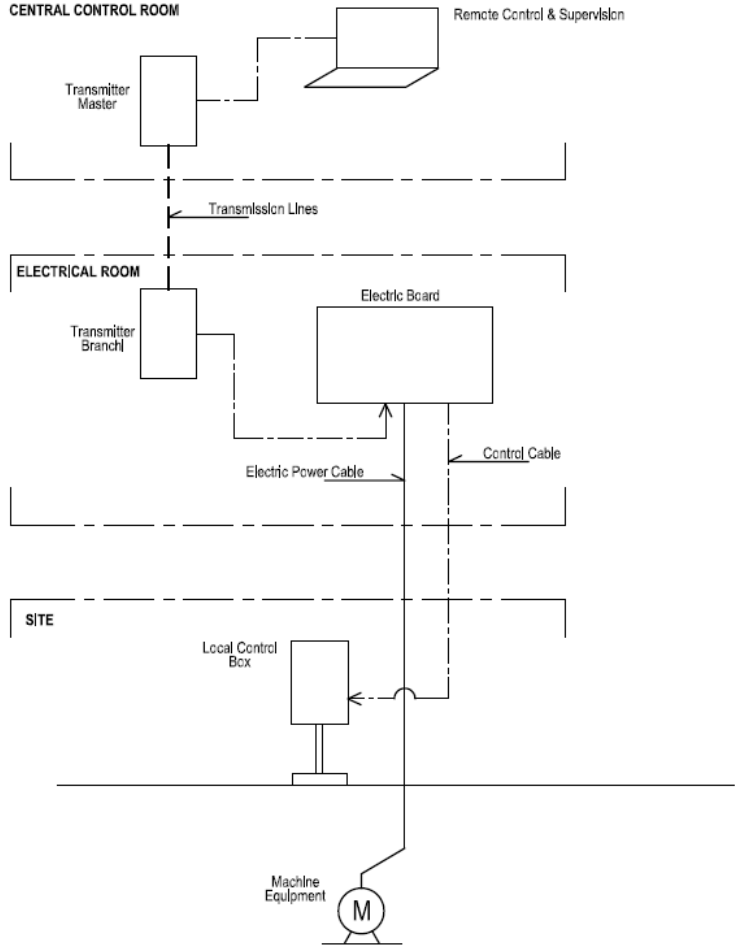 CENTRAL CONTROL ROOM
Remote Control & Supervision
Transmitter
Master
Transmission Lines
ELECTRICAL ROOM
Electric Board
Transmitter
Branchl
Control Cable
Electric Power Cable
SITE
Local Control
Box
Machine
Equipment
M